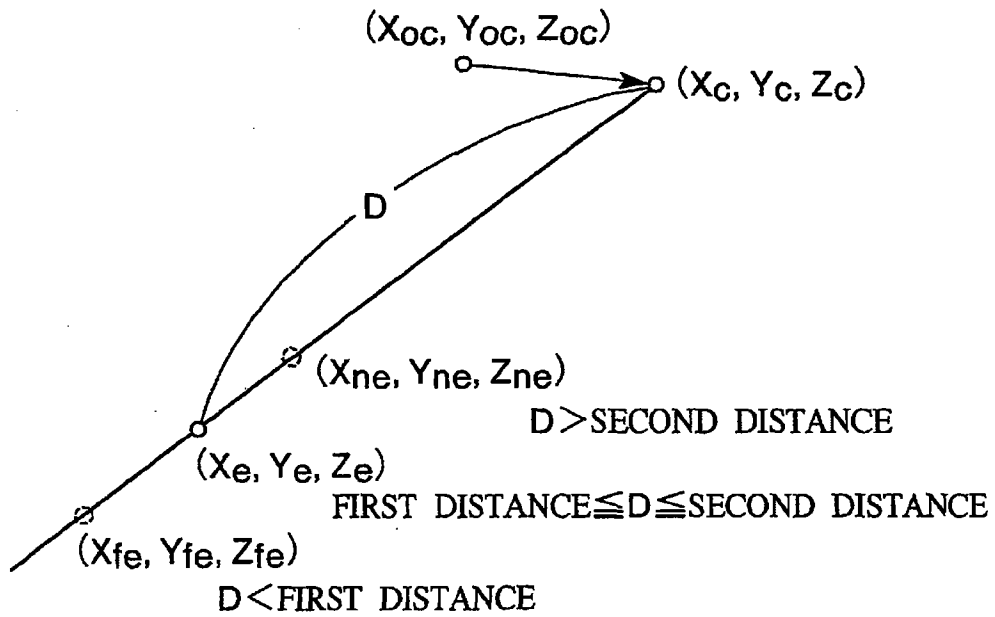 (Xoc, Yoc, Zoc)
(Xc, Yc, Zc)
D
(Xne, Yne, Zne)
D>SECOND DISTANCE
(Xe, Ye, Ze)
FIRST DISTANCE≦D≦SECOND DISTANCE
(Xfe, Yfe, Zfe)
D<FIRST DISTANCE